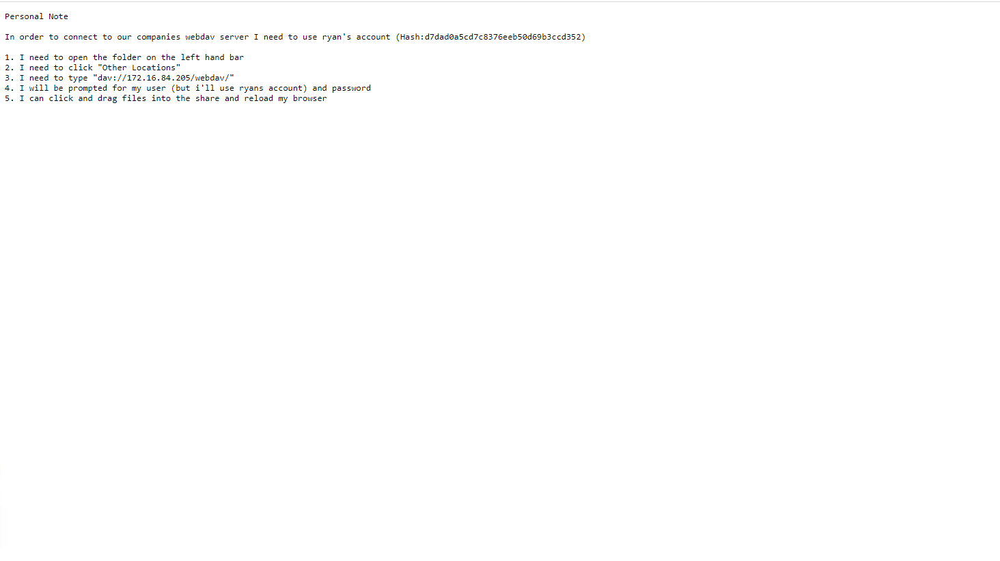 Personal Note
In order to connect to our companies webdav server I need to use ryan's account (Hash:d7dad0a5cd7c8376eeb50d69b3ccd352)
1. I need to open the folder on the left hand bar
2. I need to click "Other Locations"
3. I need to type "dav://172.16.84.205/webdav/"
4. I will be prompted for my user (but i'll use ryans account) and password
5. I can click and drag files into the share and reload my browser